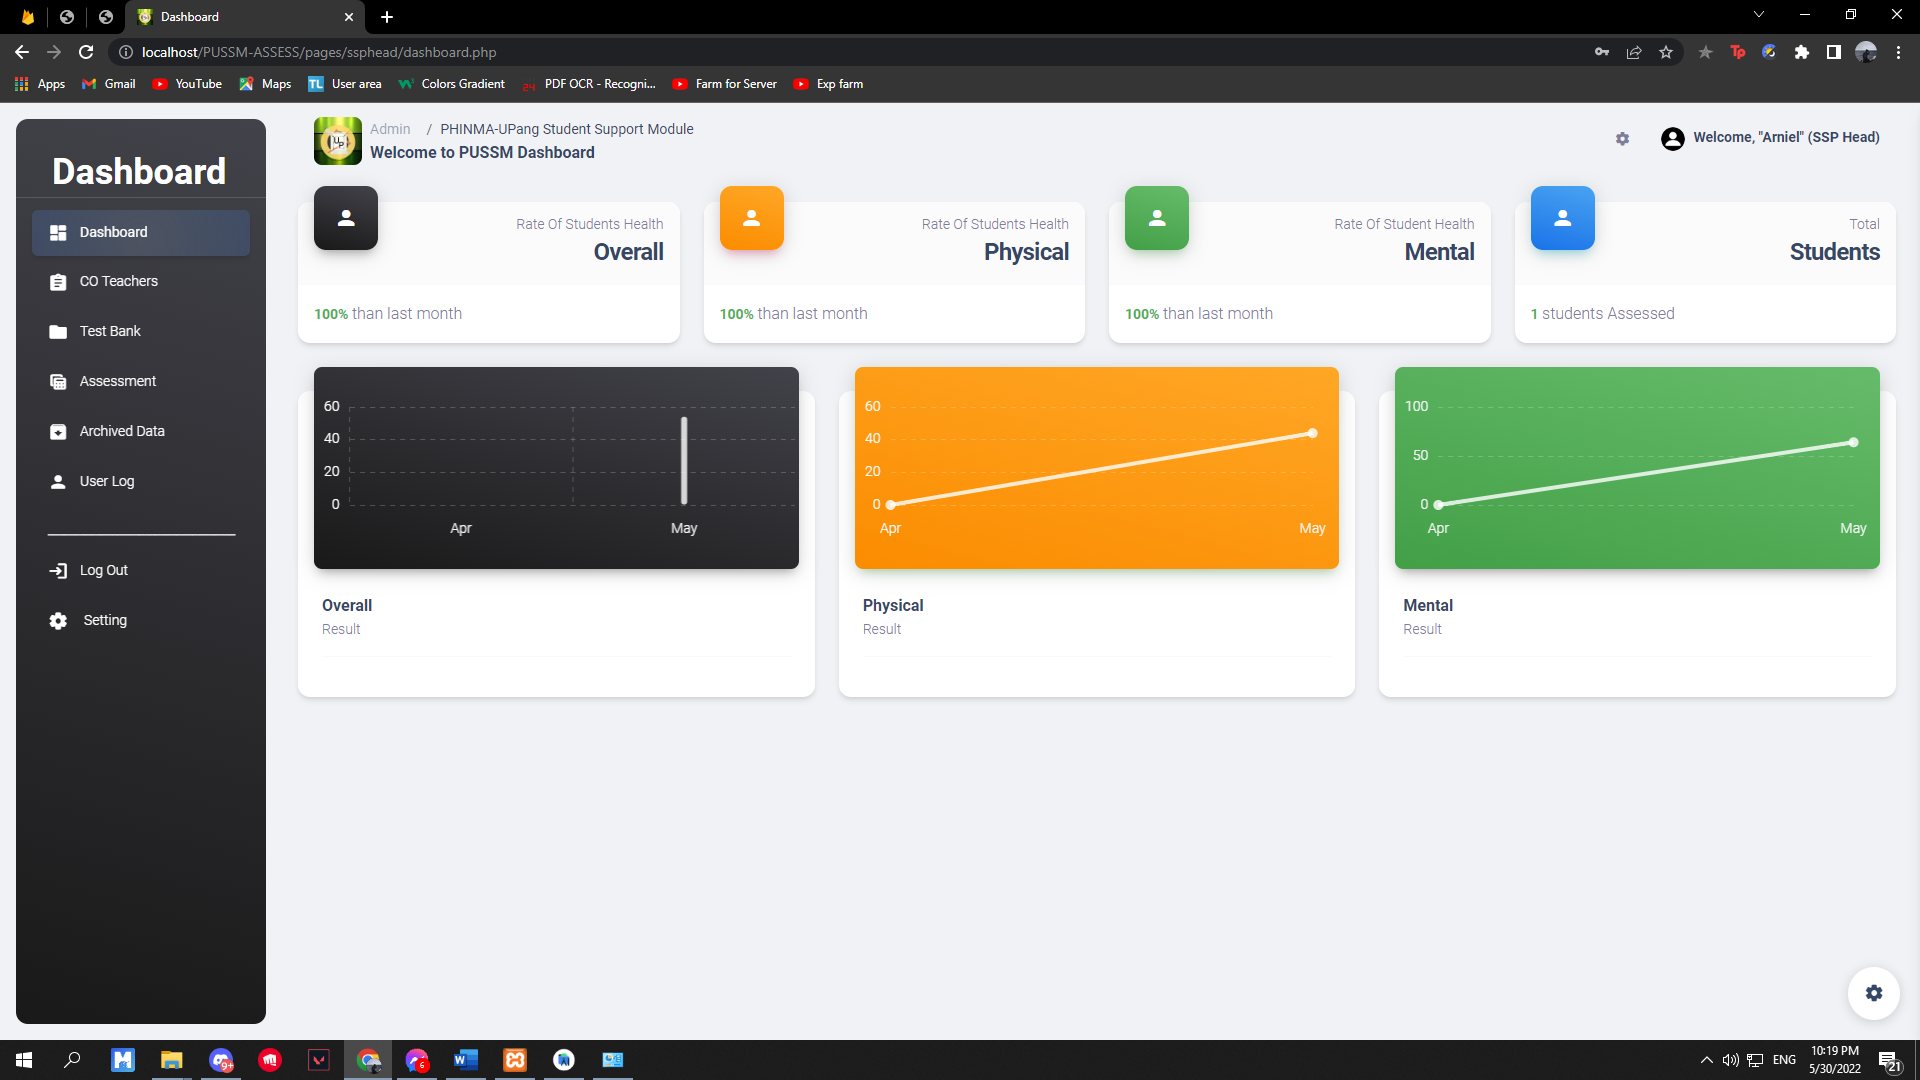 Dashboard
localhost/PUSSM-ASSESS/pages/ssphead/dashboard.php
Tp
Apps
Gmail
YouTube
Maps
TL
User area
Colors Gradient
24
PDF OCR - Recogni...
Farm for Server
Exp farm
Dashboard
Dashboard
CO Teachers
Test Bank
Assessment
Archived Data
User Log
Log Out
Setting
Admin / PHINMA-UPang Student Support Module
Welcome to PUSSM Dashboard
Welcome, "Arniel" (SSP Head)
Rate Of Students Health
Overall
100% than last month
Rate Of Students Health
Physical
100% than last month
Rate Of Student Health
Mental
100% than last month
Total
Students
1 students Assessed
60
40
20
0
Apr May
Overall
Result
60
40
20
0
Apr May
Physical
Result
100
50
0
Apr May
Mental
Result
9+
6
W
ENG
10:19 PM
5/30/2022
21